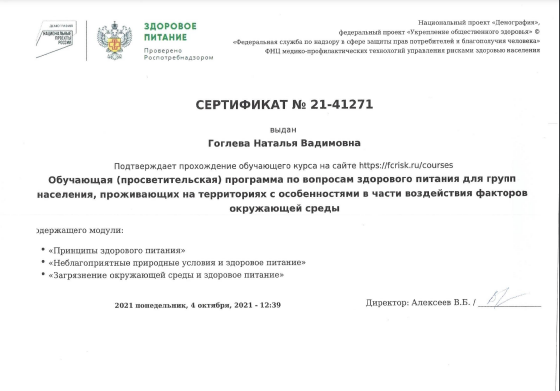 НАЦИОНАЛЬНЫЕ
ПРОЕКТЫ
РОССИИ
ЗДОРОВОЕ
ПИТАНИЕ
Проверено
Роспотребнадзором
Национальный проект «Демография»,
федеральный проект «Укрепление общественного здоровья» ©
«Федеральная служба по надзору в сфере защиты прав потребителей и благополучия человека»
ФНЦ медико-профилактических технологий управления рисками здоровью населения
СЕРТИФИКАТ № 21-41271
выдан
Гоглева Наталья Вадимовна
Подтверждает прохождение обучающего курса на сайте https://fcrisk.ru/courses
Обучающая (просветительская) программа по вопросам здорового питания для групп
населения, проживающих на территориях с особенностями в части воздействия факторов
окружающей среды
одержащего модули:
• «Принципы здорового питания»
• «Неблагоприятные природные условия и здоровое питание»
• «Загрязнение окружающей среды и здоровое питание»
2021 понедельник, 4 октября, 2021 - 12:39
Директор: Алексеев В.Б. /